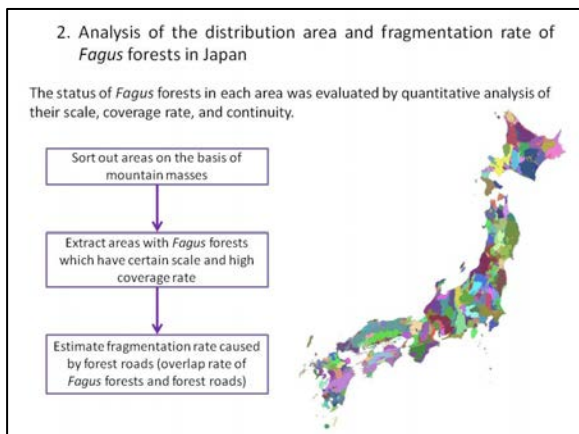 2. Analysis of the distribution area and fragmentation rate of
Fagus forests in Japan
The status of Fagus forests in each area was evaluated by quantitative analysis of
their scale, coverage rate, and continuity.
Sort out areas on the basis of
mountain masses
Extract areas with Fagus forests
which have certain scale and high
coverage rate
Estimate fragmentation rate caused
by forest roads (overlap rate of
Fagus forests and forest roads)